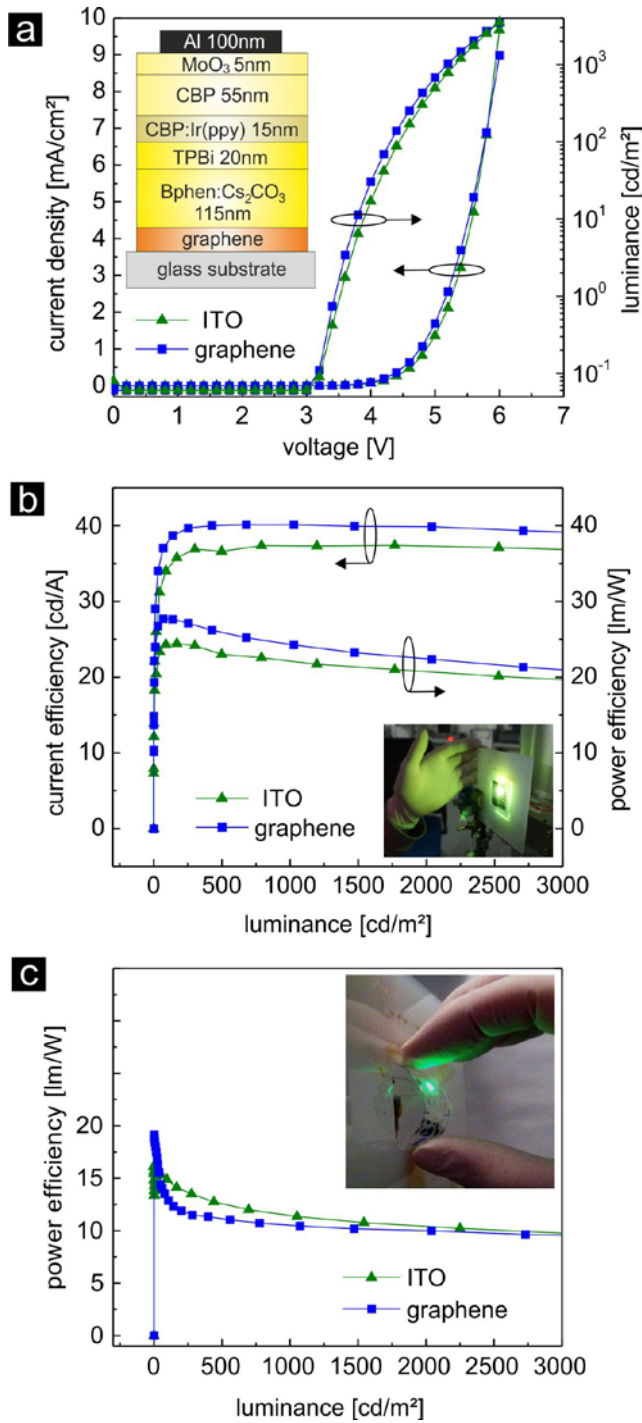 a
10
9
8
7
6
5
4
3
2
1
0
current density [mA/cm²]
Al 100nm
MoO₃ 5nm
CBP 55nm
CBP:Ir(ppy) 15nm
TPBi 20nm
Bphen:Cs₂CO₃
115nm
graphene
glass substrate
ITO
graphene
10³
10²
10¹
10⁰
10⁻¹
luminance [cd/m²]
0 1 2 3 4 5 6 7
voltage [V]
b
40
30
20
10
0
current efficiency [cd/A]
ITO
graphene
40
30
20
10
0
power efficiency [lm/W]
0 500 1000 1500 2000 2500 3000
luminance [cd/m²]
c
20
15
10
5
0
power efficiency [lm/W]
ITO
graphene
0 500 1000 1500 2000 2500 3000
luminance [cd/m²]